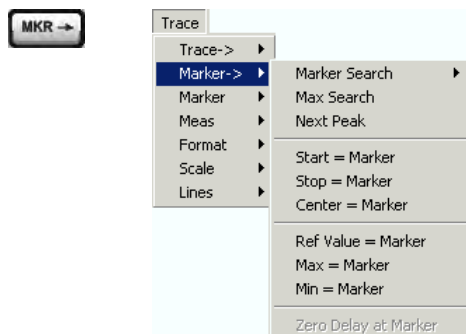 MKR →
Trace
Trace->
Marker->
Marker
Meas
Format
Scale
Lines
Marker Search
Max Search
Next Peak
Start = Marker
Stop = Marker
Center = Marker
Ref Value = Marker
Max = Marker
Min = Marker
Zero Delay at Marker